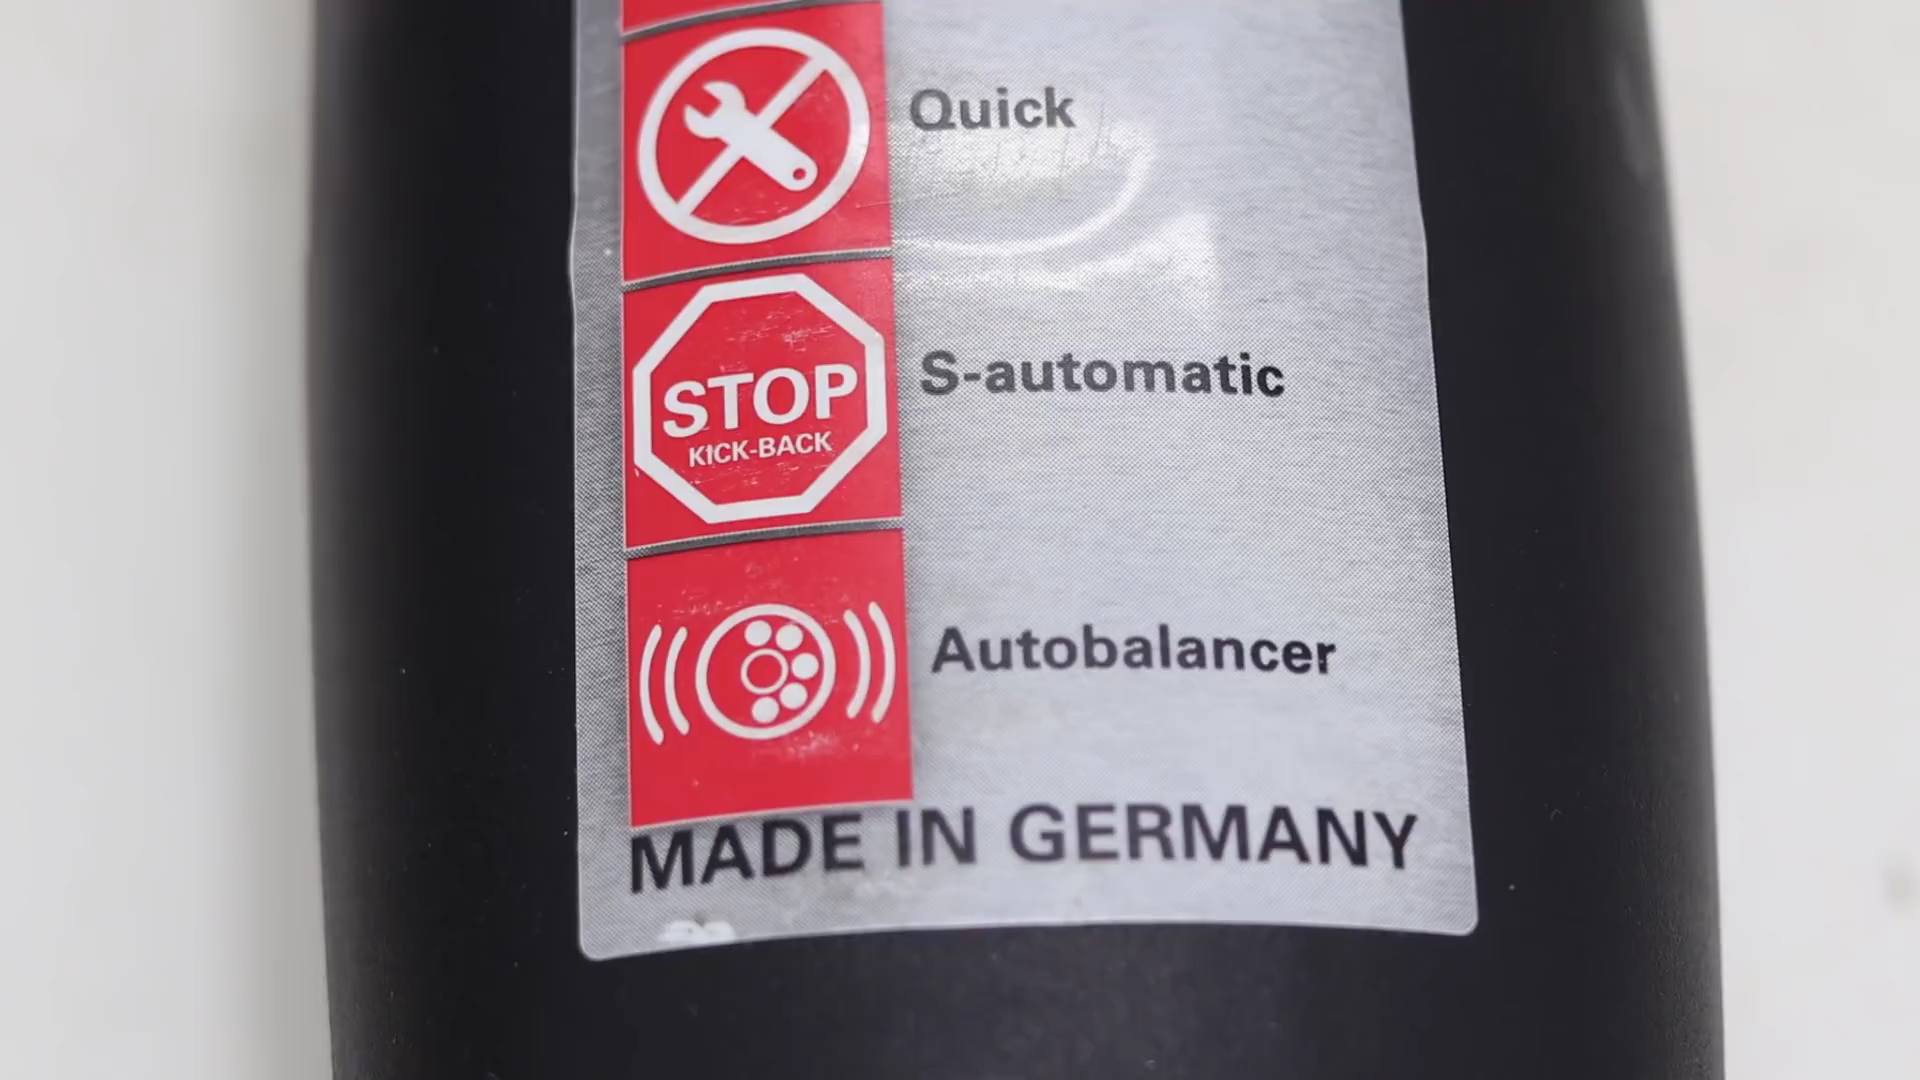 Quick
STOP
KICK-BACK
S-automatic
Autobalancer
MADE IN GERMANY